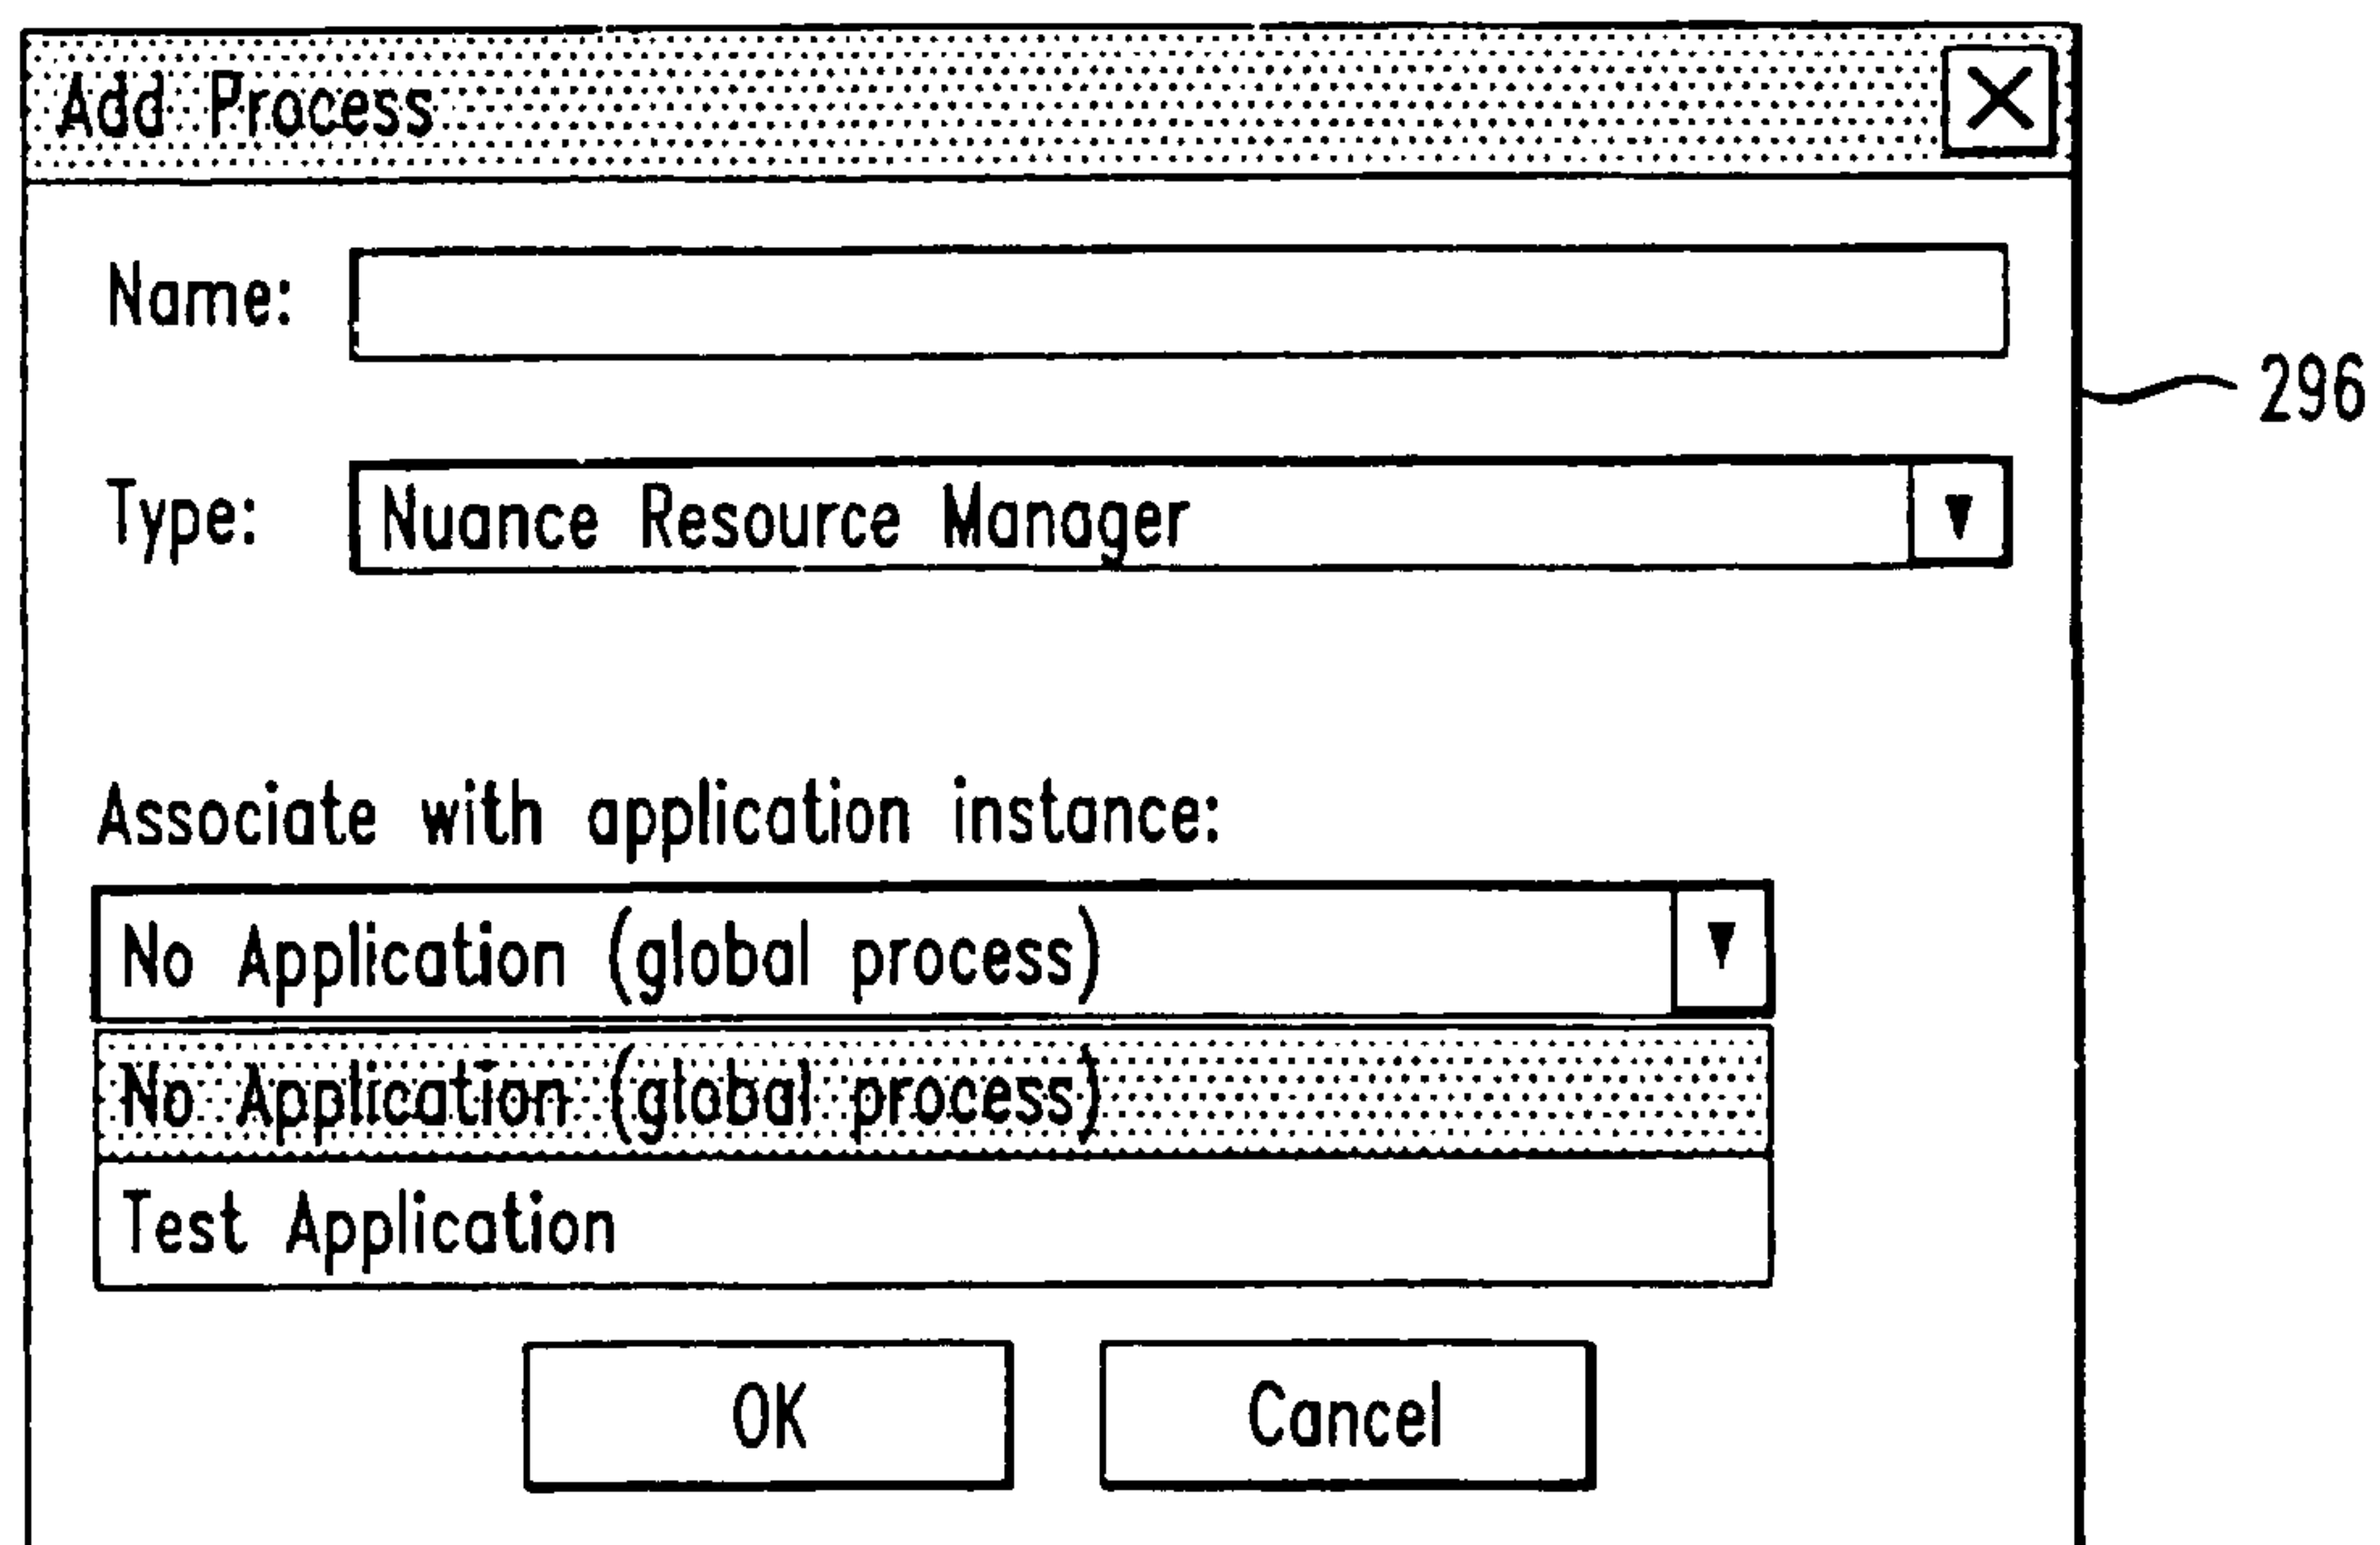 Add Process
Name:
296
Type: Nuance Resource Manager
Associate with application instance:
No Application (global process)
No Application (global process)
Test Application
OK Cancel